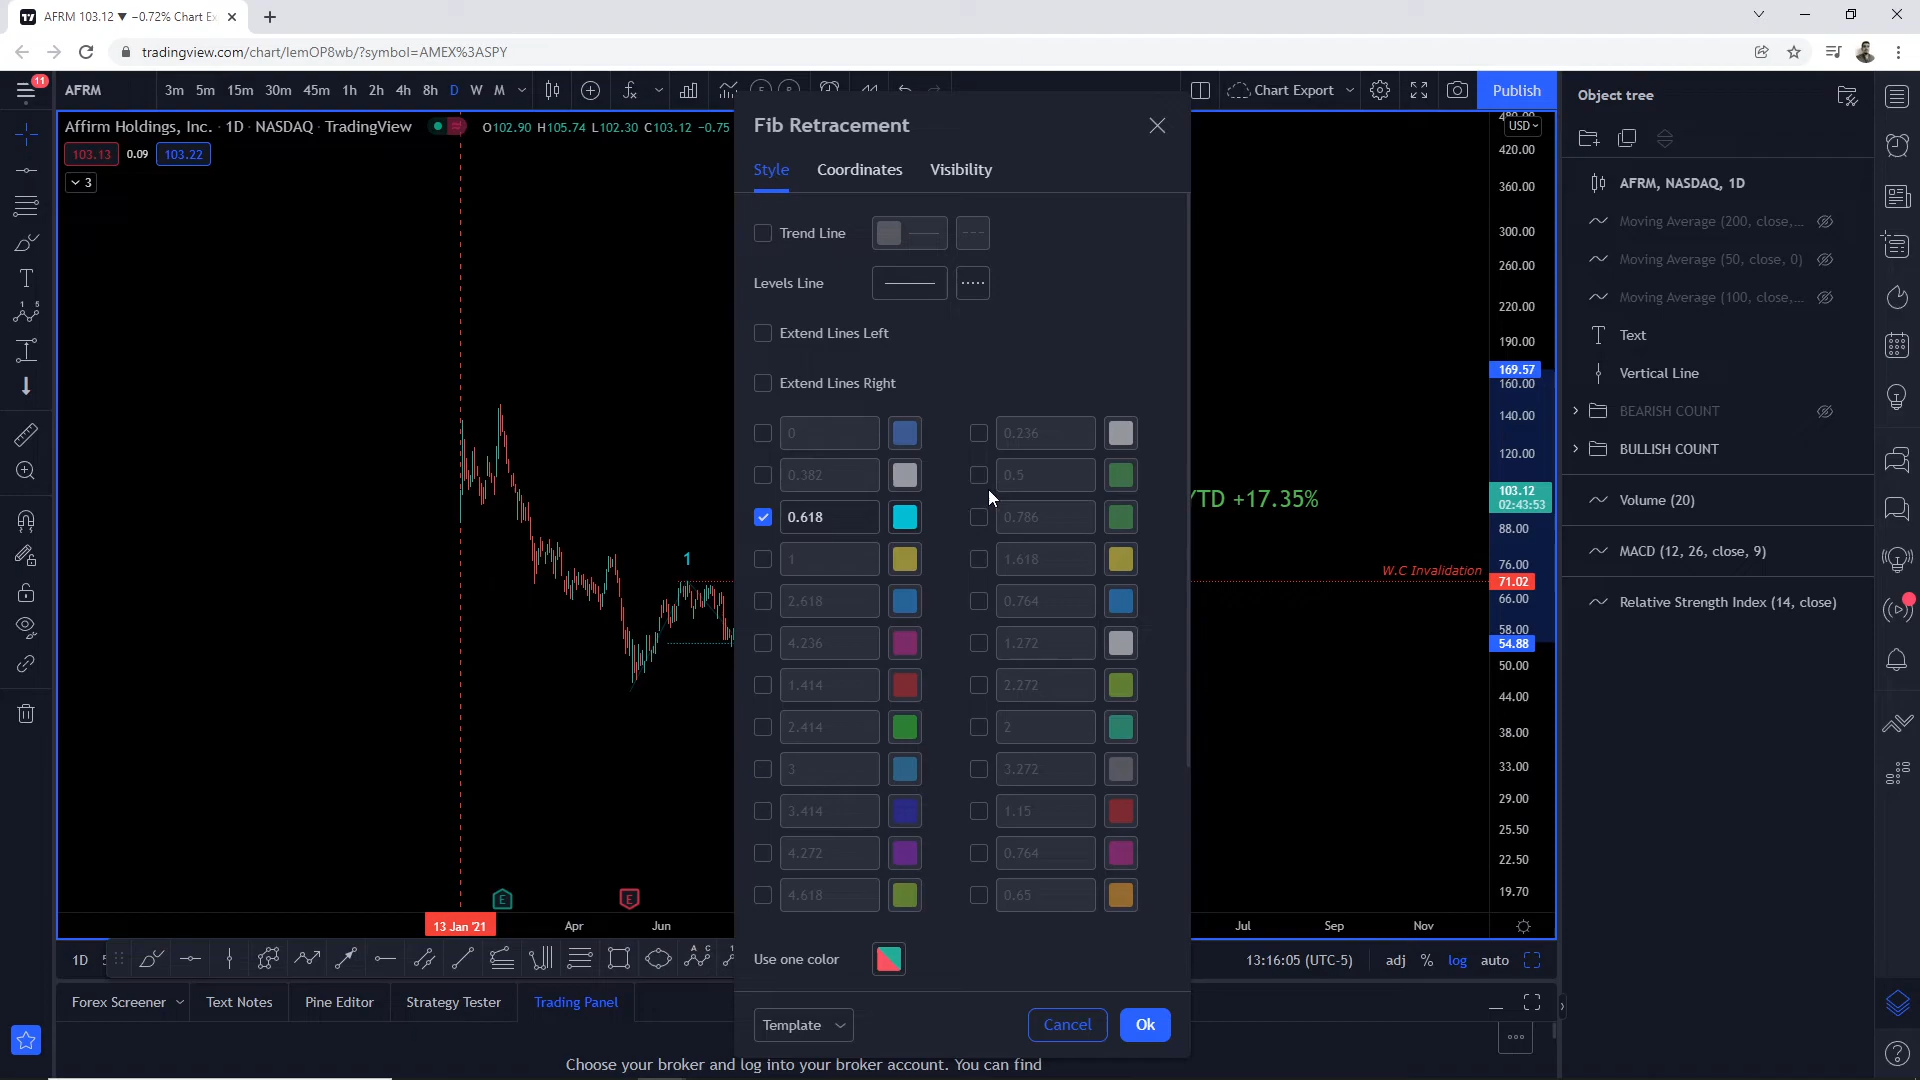 AFRM 103.12 ▼ −0.72% Chart Ex
tradingview.com/chart/lemOP8wb/?symbol=AMEX%3ASPY
11
AFRM
3m 5m 15m 30m 45m 1h 2h 4h 8h D W M
Chart Export
Publish
Affirm Holdings, Inc. · 1D · NASDAQ · TradingView
O102.90 H105.74 L102.30 C103.12 −0.75
103.13 0.09 103.22
3
1
YTD +17.35%
W.C Invalidation
Fib Retracement
Style
Coordinates
Visibility
Trend Line
Levels Line
Extend Lines Left
Extend Lines Right
0 0.236
0.382 0.5
0.618 0.786
1 1.618
2.618 0.764
4.236 1.272
1.414 2.272
2.414 2
3 3.272
3.414 1.15
4.272 0.764
4.618 0.65
Use one color
Template
Cancel
Ok
USD
480.00
420.00
360.00
300.00
260.00
220.00
190.00
169.57
160.00
140.00
120.00
103.12
02:43:53
88.00
76.00
71.02
66.00
58.00
54.88
50.00
44.00
38.00
33.00
29.00
25.50
22.50
19.70
E
E
13 Jan '21 Apr Jun Jul Sep Nov
1D
13:16:05 (UTC-5)
adj % log auto
Forex Screener
Text Notes
Pine Editor
Strategy Tester
Trading Panel
Choose your broker and log into your broker account. You can find
Object tree
AFRM, NASDAQ, 1D
Moving Average (200, close,...
Moving Average (50, close, 0)
Moving Average (100, close,...
Text
Vertical Line
BEARISH COUNT
BULLISH COUNT
Volume (20)
MACD (12, 26, close, 9)
Relative Strength Index (14, close)